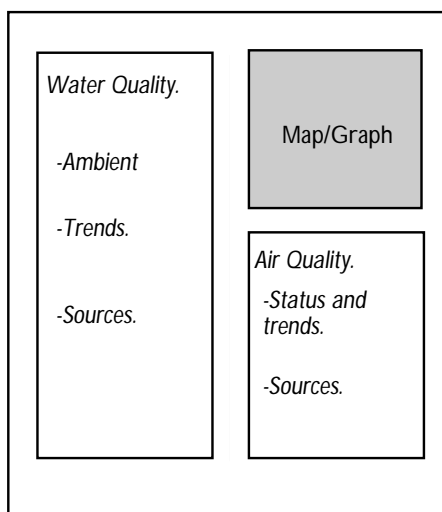 Water Quality.
-Ambient
-Trends.
-Sources.
Map/Graph
Air Quality.
-Status and
trends.
-Sources.